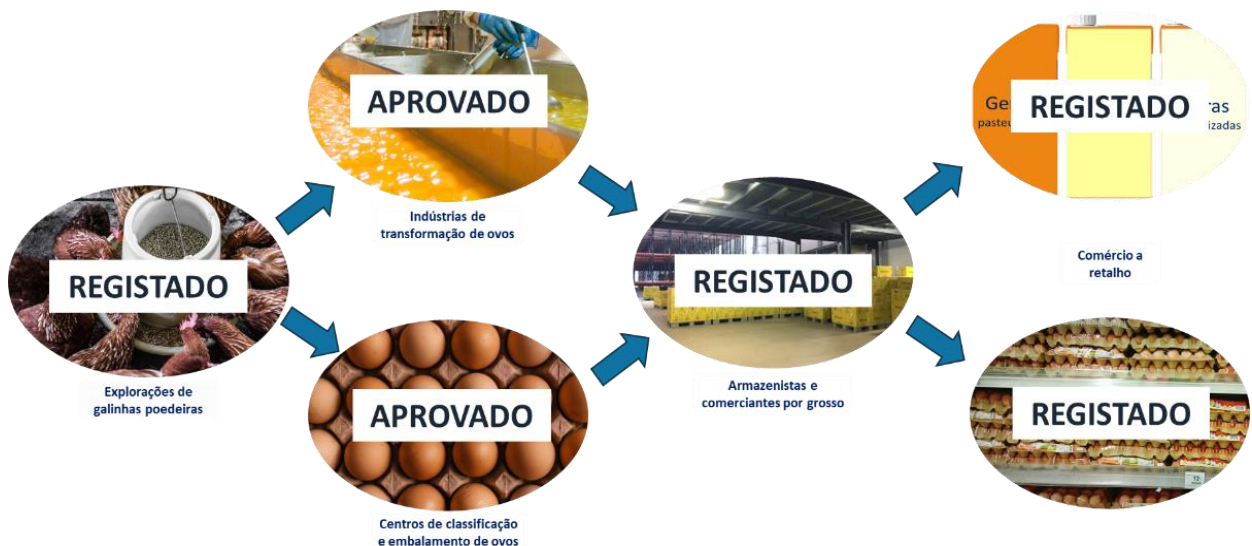 APROVADO
Indústrias de
transformação de ovos
REGISTADO
Explorações de
galinhas poedeiras
APROVADO
Centros de classificação
e embalamento de ovos
REGISTADO
Armazenistas e
comerciantes por grosso
REGISTADO
Comércio a
retalho
REGISTADO